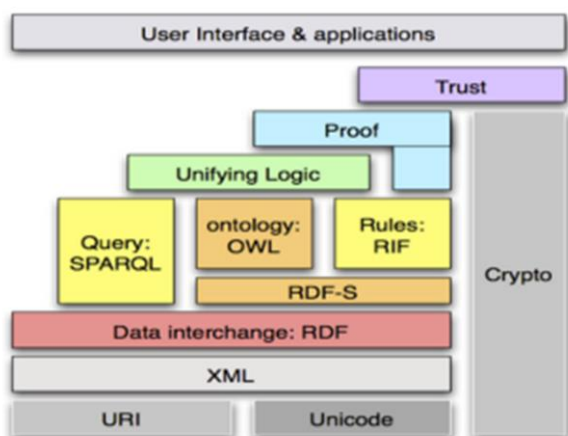 User Interface & applications
Trust
Proof
Unifying Logic
Query:
SPARQL
ontology:
OWL
Rules:
RIF
Crypto
RDF-S
Data interchange: RDF
XML
URI
Unicode